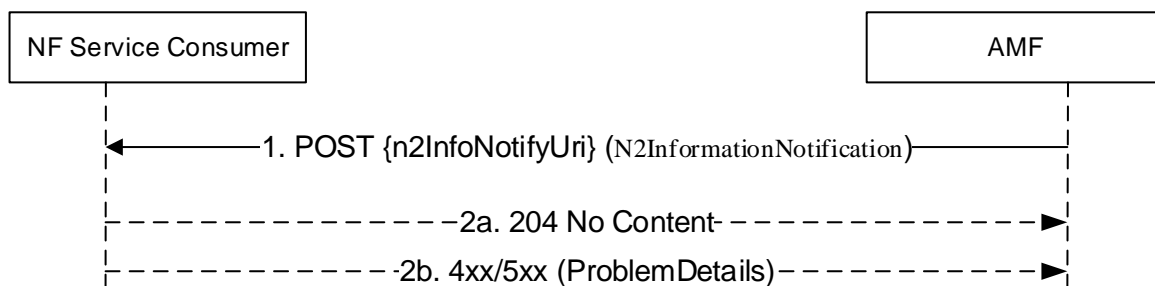 NF Service Consumer
AMF
1. POST {n2InfoNotifyUri} (N2InformationNotification)
2a. 204 No Content
2b. 4xx/5xx (ProblemDetails)